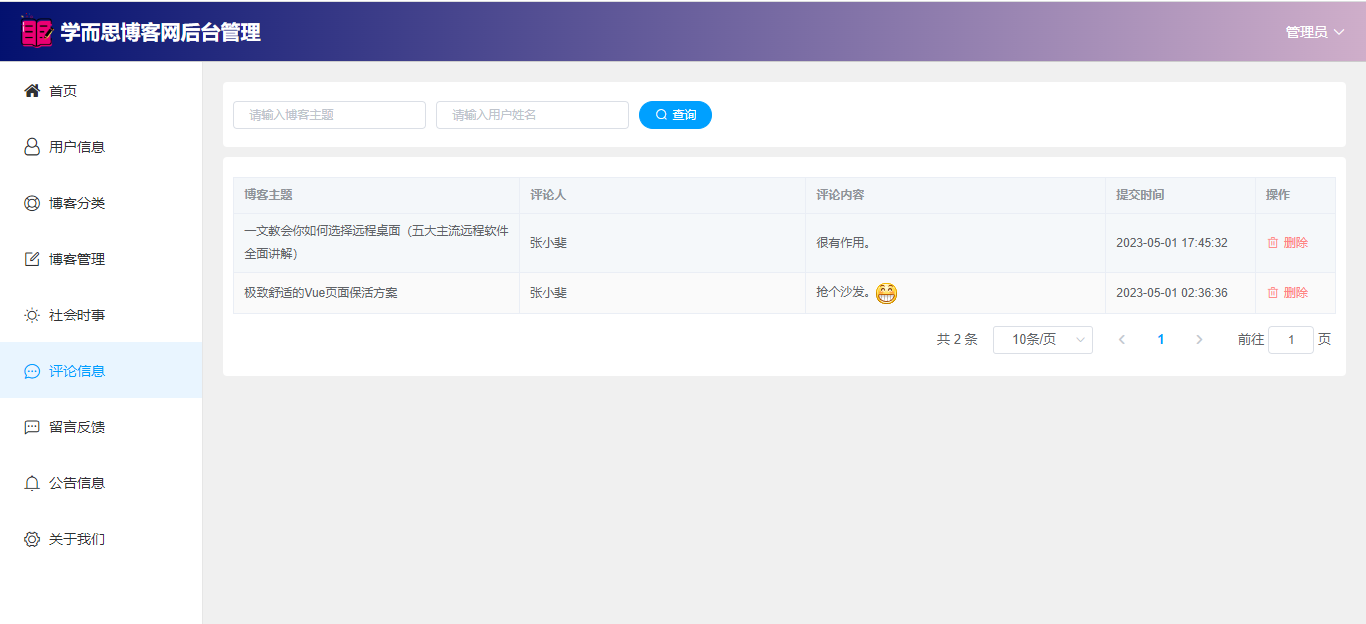 学而思博客网后台管理
管理员
首页
用户信息
博客分类
博客管理
社会时事
评论信息
留言反馈
公告信息
关于我们
请输入博客主题 请输入用户姓名 查询
博客主题 评论人 评论内容 提交时间 操作
一文教会你如何选择远程桌面（五大主流远程软件
全面讲解） 张小斐 很有作用。 2023-05-01 17:45:32 删除
极致舒适的Vue页面保活方案 张小斐 抢个沙发。 2023-05-01 02:36:36 删除
共 2 条 10条/页 1 前往 1 页